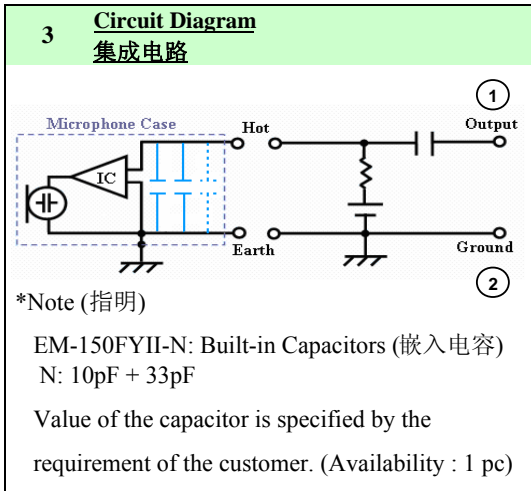 3
Circuit Diagram
集成电路
1
Microphone Case
Hot
Output
IC
Earth
Ground
2
*Note (指明)
EM-150FYII-N: Built-in Capacitors (嵌入电容)
N: 10pF + 33pF
Value of the capacitor is specified by the
requirement of the customer. (Availability : 1 pc)